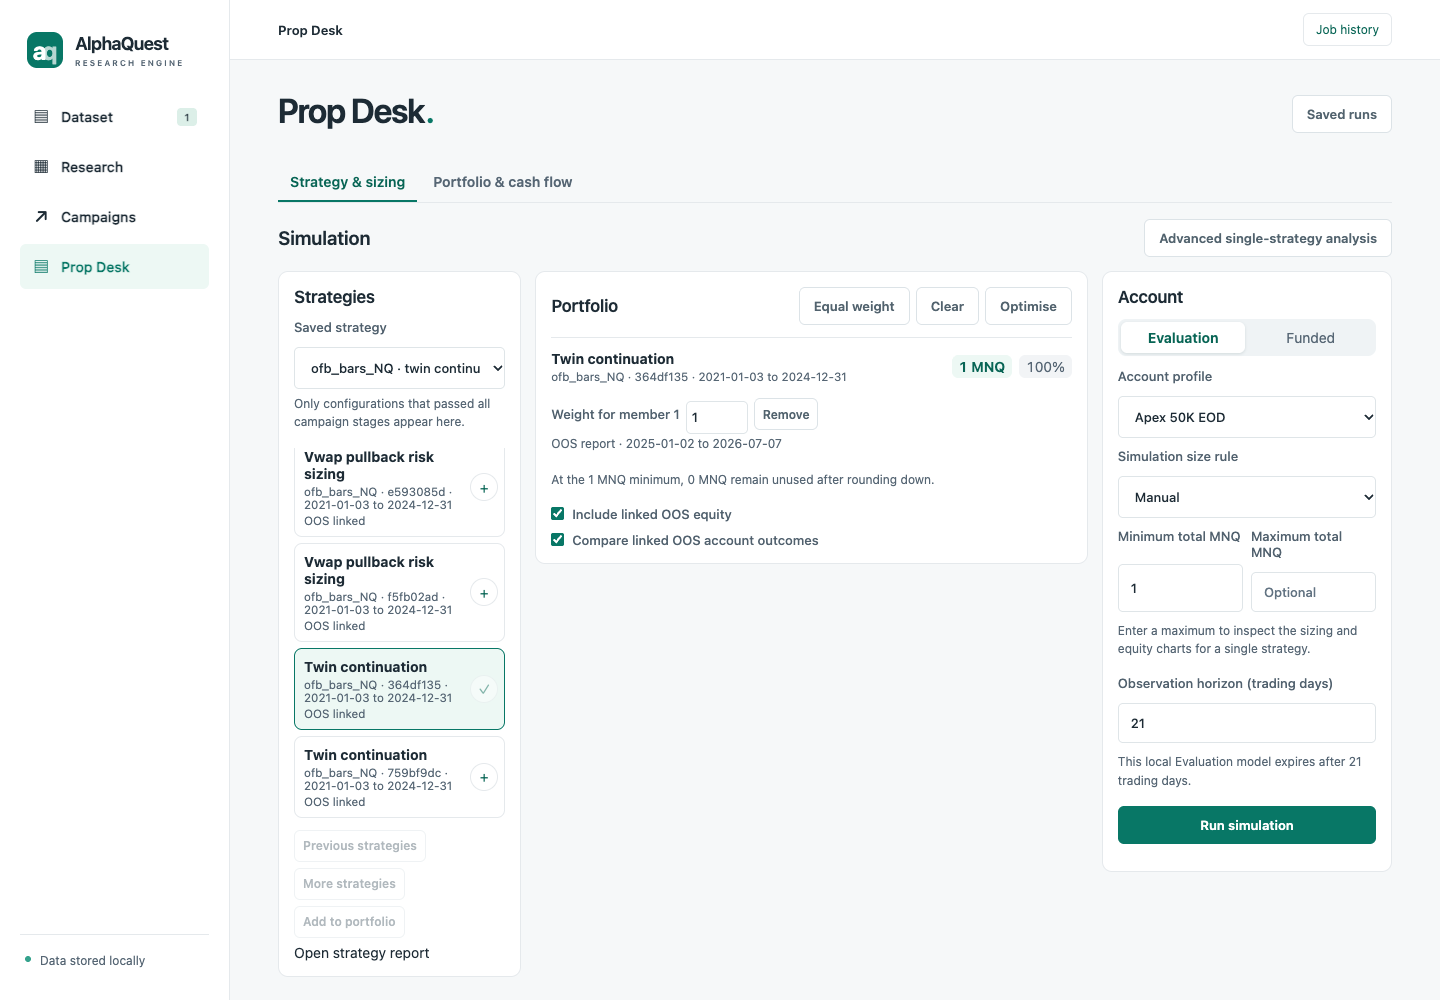 aq
AlphaQuest
RESEARCH ENGINE
Dataset
1
Research
Campaigns
Prop Desk
Data stored locally
Prop Desk
Job history
Prop Desk.
Saved runs
Strategy & sizing
Portfolio & cash flow
Simulation
Advanced single-strategy analysis
Strategies
Saved strategy
ofb_bars_NQ · twin continu
Only configurations that passed all
campaign stages appear here.
Vwap pullback risk
sizing
ofb_bars_NQ · e593085d ·
2021-01-03 to 2024-12-31
OOS linked
+
Vwap pullback risk
sizing
ofb_bars_NQ · f5fb02ad ·
2021-01-03 to 2024-12-31
OOS linked
+
Twin continuation
ofb_bars_NQ · 364df135 ·
2021-01-03 to 2024-12-31
OOS linked
✓
Twin continuation
ofb_bars_NQ · 759bf9dc ·
2021-01-03 to 2024-12-31
OOS linked
+
Previous strategies
More strategies
Add to portfolio
Open strategy report
Portfolio
Equal weight
Clear
Optimise
Twin continuation
ofb_bars_NQ · 364df135 · 2021-01-03 to 2024-12-31
1 MNQ
100%
Weight for member 1
1
Remove
OOS report · 2025-01-02 to 2026-07-07
At the 1 MNQ minimum, 0 MNQ remain unused after rounding down.
Include linked OOS equity
Compare linked OOS account outcomes
Account
Evaluation
Funded
Account profile
Apex 50K EOD
Simulation size rule
Manual
Minimum total MNQ
1
Maximum total
MNQ
Optional
Enter a maximum to inspect the sizing and
equity charts for a single strategy.
Observation horizon (trading days)
21
This local Evaluation model expires after 21
trading days.
Run simulation